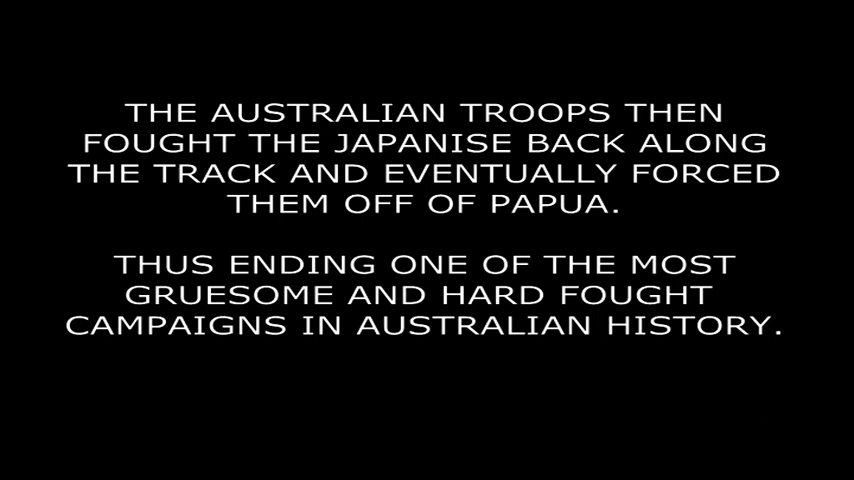 THE AUSTRALIAN TROOPS THEN
FOUGHT THE JAPANISE BACK ALONG
THE TRACK AND EVENTUALLY FORCED
THEM OFF OF PAPUA.
THUS ENDING ONE OF THE MOST
GRUESOME AND HARD FOUGHT
CAMPAIGNS IN AUSTRALIAN HISTORY.